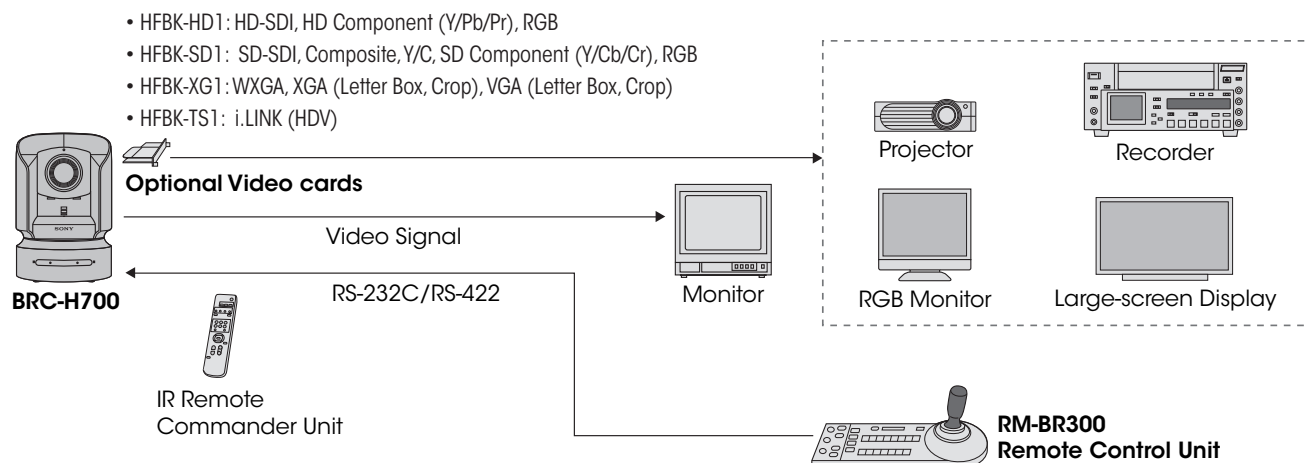 • HFBK-HD1: HD-SDI, HD Component (Y/Pb/Pr), RGB
• HFBK-SD1: SD-SDI, Composite, Y/C, SD Component (Y/Cb/Cr), RGB
• HFBK-XG1: WXGA, XGA (Letter Box, Crop), VGA (Letter Box, Crop)
• HFBK-TS1: i.LINK (HDV)
Optional Video cards
Projector
Recorder
SONY
Video Signal
BRC-H700
RS-232C/RS-422
Monitor
RGB Monitor
Large-screen Display
IR Remote
Commander Unit
RM-BR300
Remote Control Unit